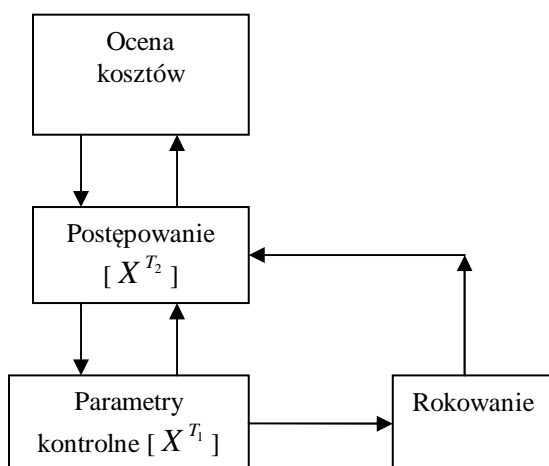 Ocena
kosztów
Postępowanie
[ X^{T_2} ]
Parametry
kontrolne [ X^{T_1} ]
Rokowanie